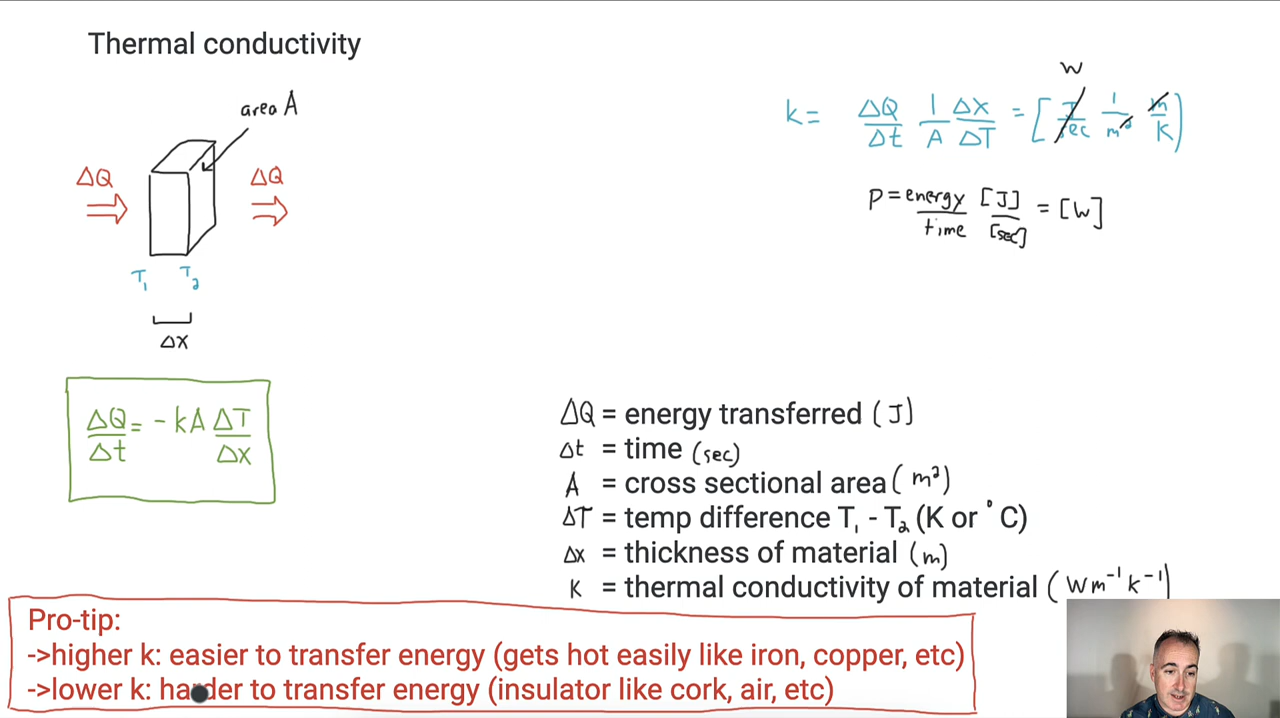 Thermal conductivity
area A
ΔQ
ΔQ
T₁ T₂
Δx
ΔQ/Δt = - kA ΔT/Δx
W
k = ΔQ/Δt 1/A Δx/ΔT = [J/sec 1/m² m/K]
P = energy/time [J]/[sec] = [W]
ΔQ = energy transferred (J)
Δt = time (sec)
A = cross sectional area (m²)
ΔT = temp difference T₁ - T₂ (K or °C)
Δx = thickness of material (m)
K = thermal conductivity of material (Wm⁻¹k⁻¹)
Pro-tip:
->higher k: easier to transfer energy (gets hot easily like iron, copper, etc)
->lower k: harder to transfer energy (insulator like cork, air, etc)